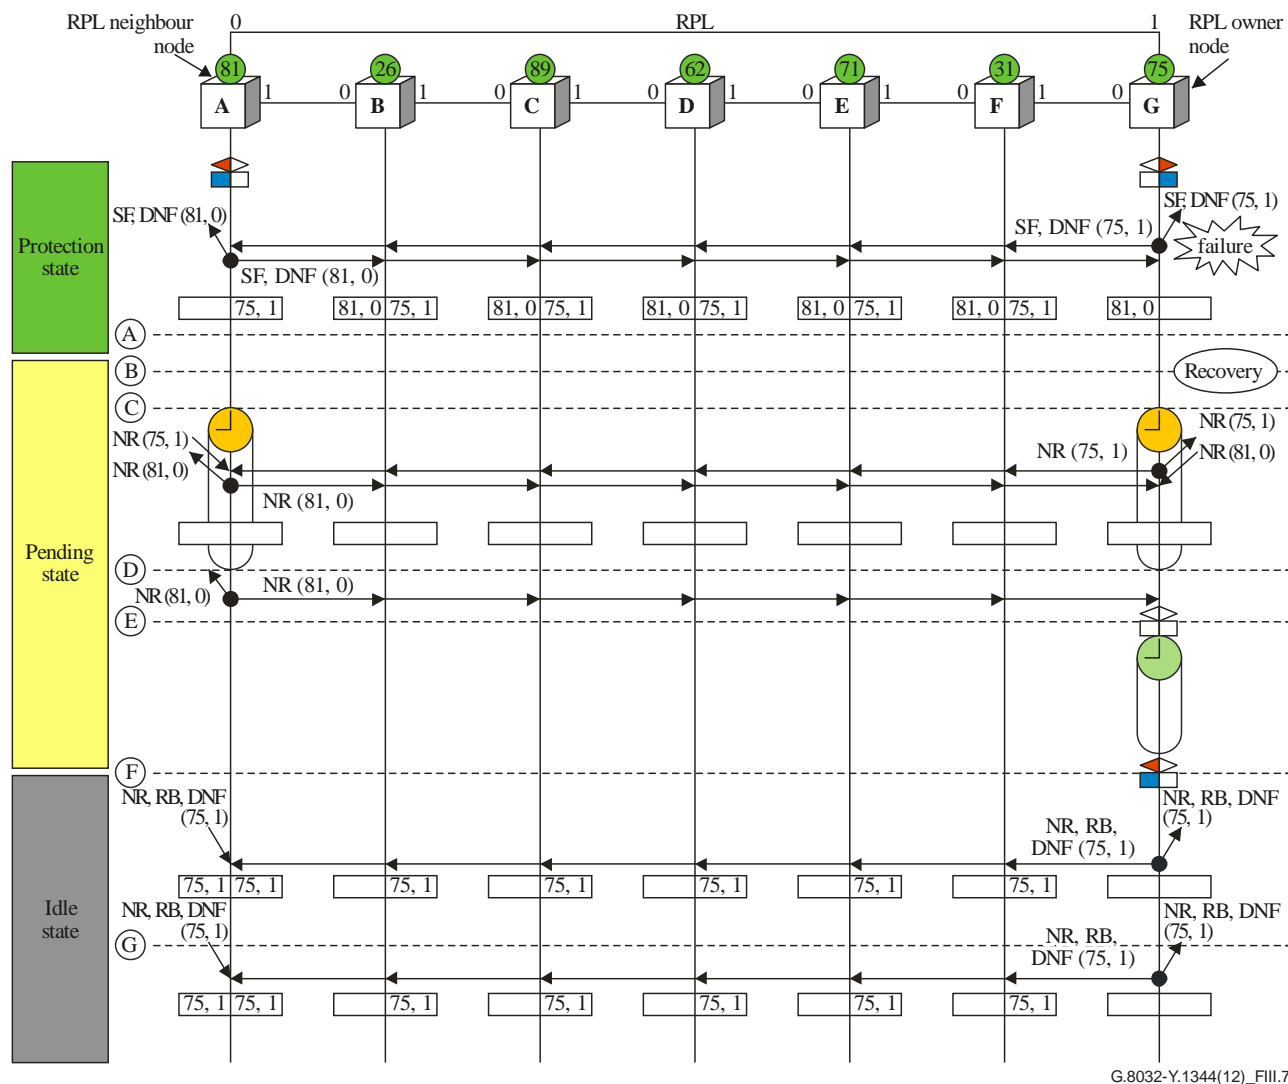 RPL neighbour node
0
RPL
1
RPL owner node
81
26
89
62
71
31
75
A
1
0
B
1
0
C
1
0
D
1
0
E
1
0
F
1
0
G
Protection state
SF, DNF (81, 0)
SF, DNF (75, 1)
SF, DNF (75, 1)
failure
SF, DNF (81, 0)
75, 1
81, 0 75, 1
81, 0 75, 1
81, 0 75, 1
81, 0 75, 1
81, 0 75, 1
81, 0
A
B
Recovery
C
Pending state
NR (75, 1)
NR (75, 1)
NR (75, 1)
NR (81, 0)
NR (81, 0)
NR (81, 0)
D
NR (81, 0)
NR (81, 0)
E
F
Idle state
NR, RB, DNF
(75, 1)
NR, RB,
DNF (75, 1)
NR, RB, DNF
(75, 1)
75, 1 75, 1
75, 1
75, 1
75, 1
75, 1
75, 1
NR, RB, DNF
(75, 1)
NR, RB,
DNF (75, 1)
NR, RB, DNF
(75, 1)
G
75, 1 75, 1
75, 1
75, 1
75, 1
75, 1
75, 1
G.8032-Y.1344(12)_FIII.7